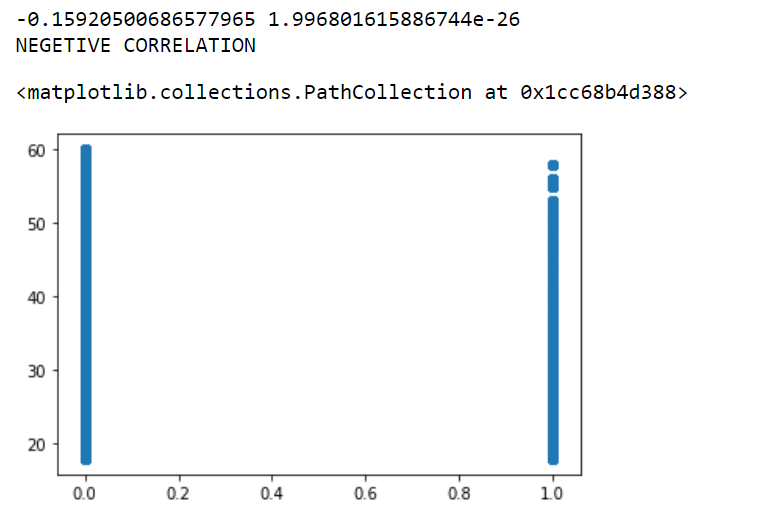 -0.15920500686577965 1.996801615886744e-26
NEGETIVE CORRELATION
<matplotlib.collections.PathCollection at 0x1cc68b4d388>
60
50
40
30
20
0.0 0.2 0.4 0.6 0.8 1.0